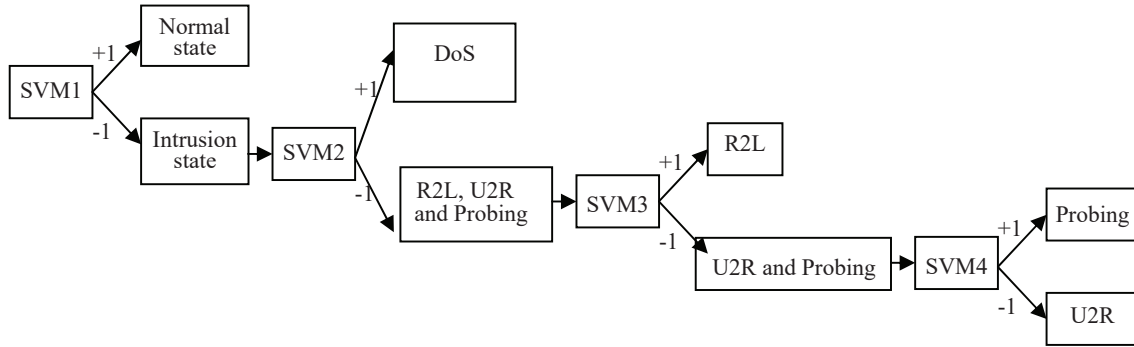 Normal
state
+1
SVM1
-1
Intrusion
state
SVM2
+1
DoS
-1
R2L, U2R
and Probing
SVM3
+1
R2L
-1
U2R and Probing
SVM4
+1
Probing
-1
U2R